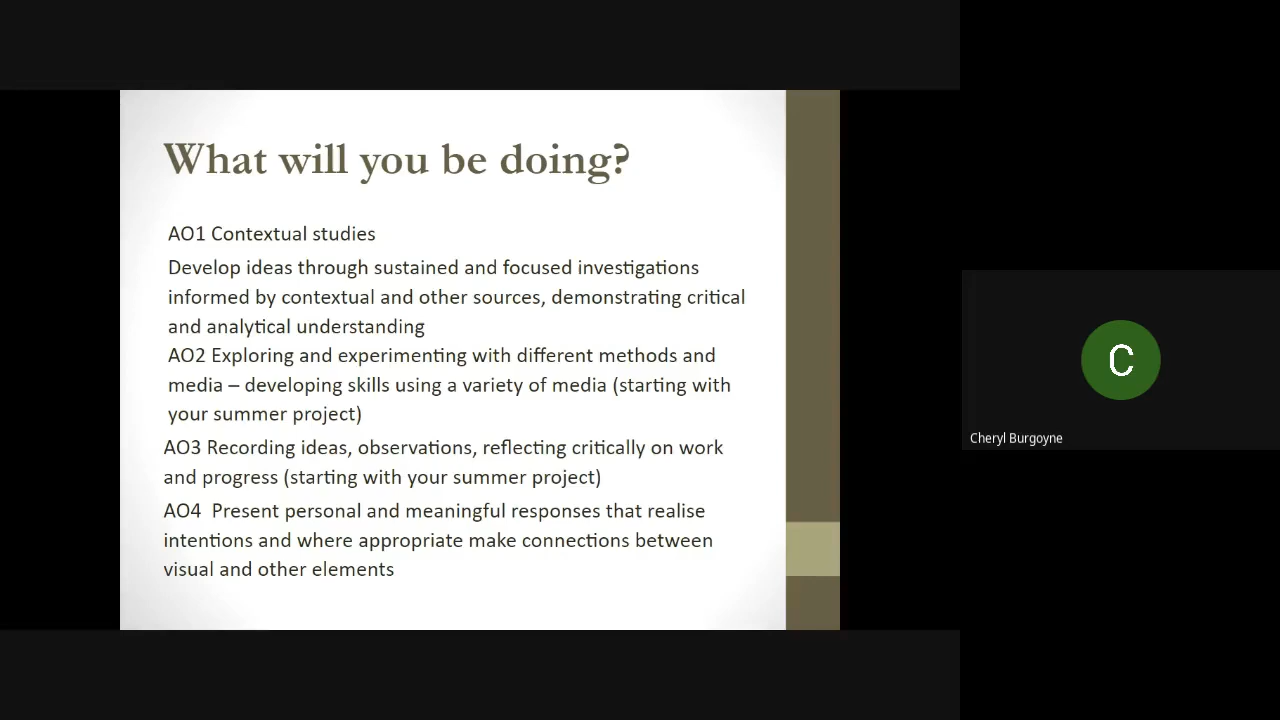 What will you be doing?
AO1 Contextual studies
Develop ideas through sustained and focused investigations
informed by contextual and other sources, demonstrating critical
and analytical understanding
AO2 Exploring and experimenting with different methods and
media – developing skills using a variety of media (starting with
your summer project)
AO3 Recording ideas, observations, reflecting critically on work
and progress (starting with your summer project)
AO4  Present personal and meaningful responses that realise
intentions and where appropriate make connections between
visual and other elements
C
Cheryl Burgoyne